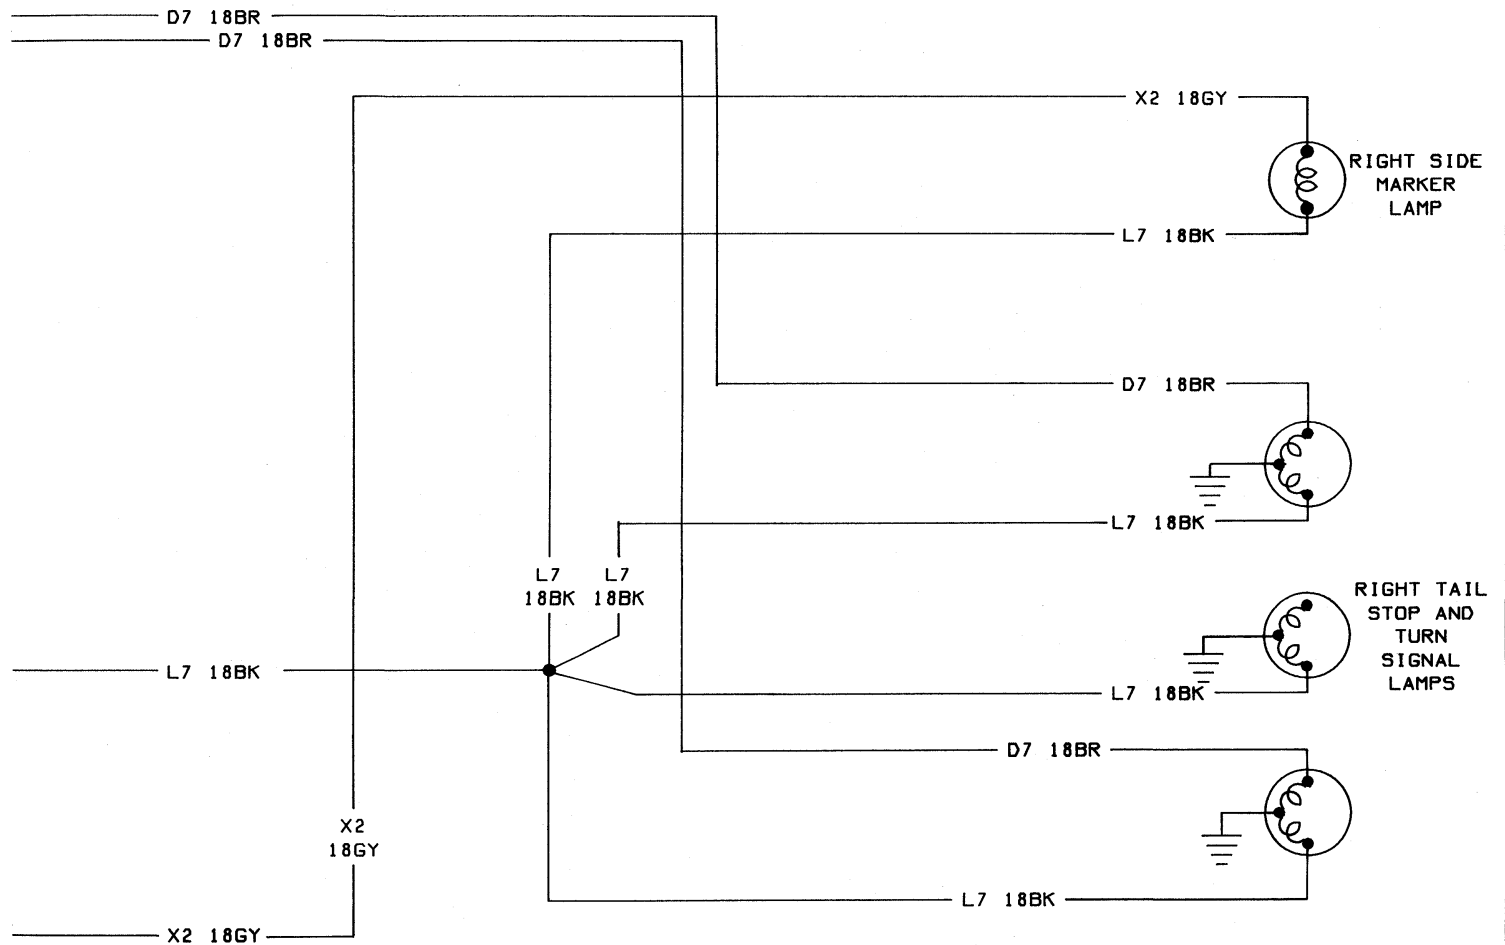 D7 18BR
D7 18BR
X2 18GY
RIGHT SIDE
MARKER
LAMP
L7 18BK
D7 18BR
L7 18BK
L7
18BK
L7
18BK
RIGHT TAIL
STOP AND
TURN
SIGNAL
LAMPS
L7 18BK
L7 18BK
D7 18BR
X2
18GY
L7 18BK
X2 18GY